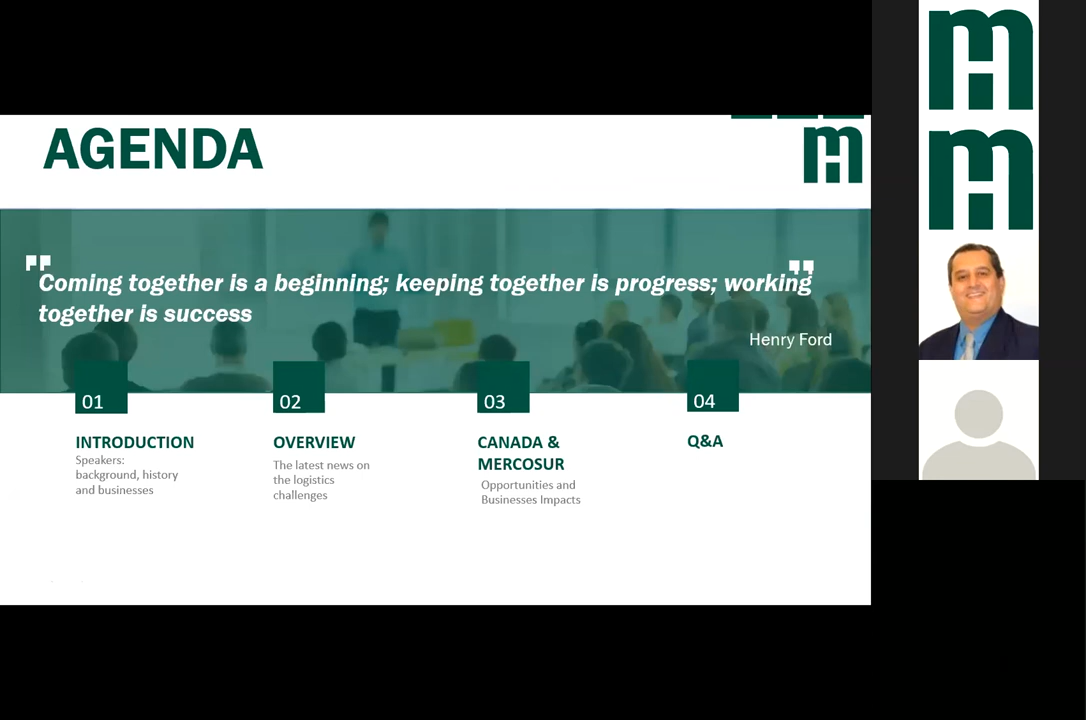 AGENDA
Coming together is a beginning; keeping together is progress; working
together is success
Henry Ford
01
INTRODUCTION
Speakers:
background, history
and businesses
02
OVERVIEW
The latest news on
the logistics
challenges
03
CANADA &
MERCOSUR
Opportunities and
Businesses Impacts
04
Q&A